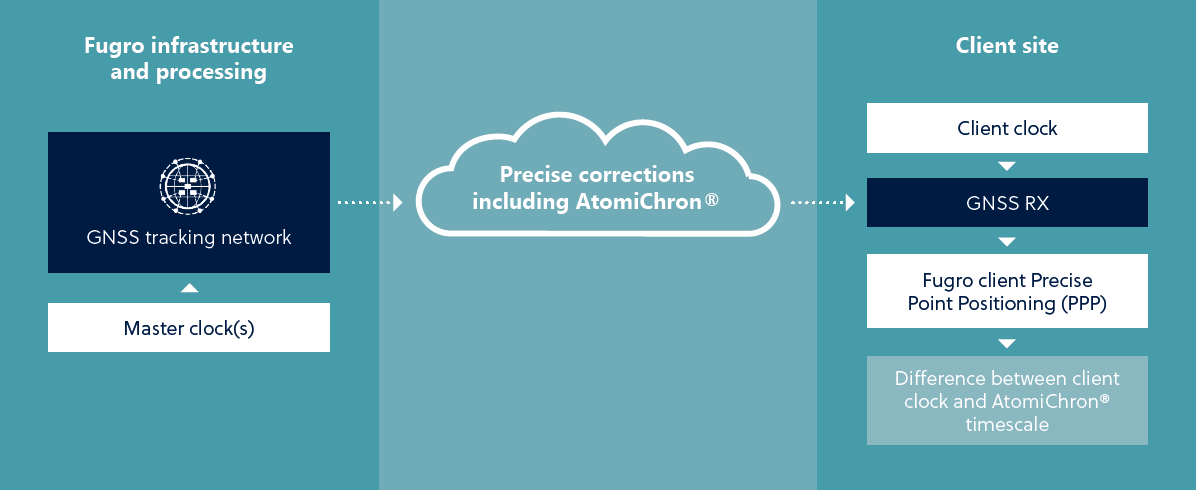 Fugro infrastructure
and processing
GNSS tracking network
Master clock(s)
Precise corrections
including AtomiChron®
Client site
Client clock
GNSS RX
Fugro client Precise
Point Positioning (PPP)
Difference between client
clock and AtomiChron®
timescale